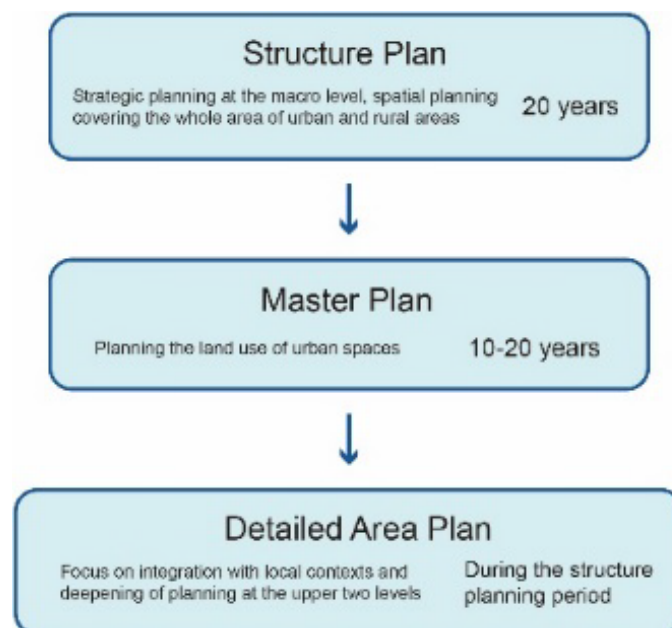 Structure Plan
Strategic planning at the macro level, spatial planning
covering the whole area of urban and rural areas
20 years
Master Plan
Planning the land use of urban spaces
10-20 years
Detailed Area Plan
Focus on integration with local contexts and
deepening of planning at the upper two levels
During the structure
planning period